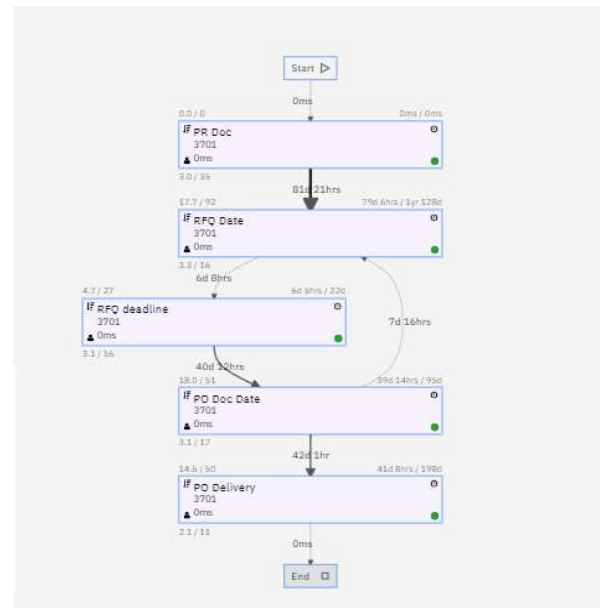 Start
0ms
0.0 / 0 0ms / 0ms
PR Doc
3701
0ms
3.0 / 35
81d 21hrs
17.7 / 92 79d 6hrs / 1yr 128d
RFQ Date
3701
0ms
3.3 / 16
6d 8hrs
4.7 / 27 6d 5hrs / 22d
RFQ deadline
3701
0ms
7d 16hrs
3.1 / 16
40d 12hrs
18.0 / 51 39d 14hrs / 95d
PO Doc Date
3701
0ms
3.1 / 17
42d 1hr
14.6 / 50 41d 8hrs / 198d
PO Delivery
3701
0ms
2.1 / 11
0ms
End